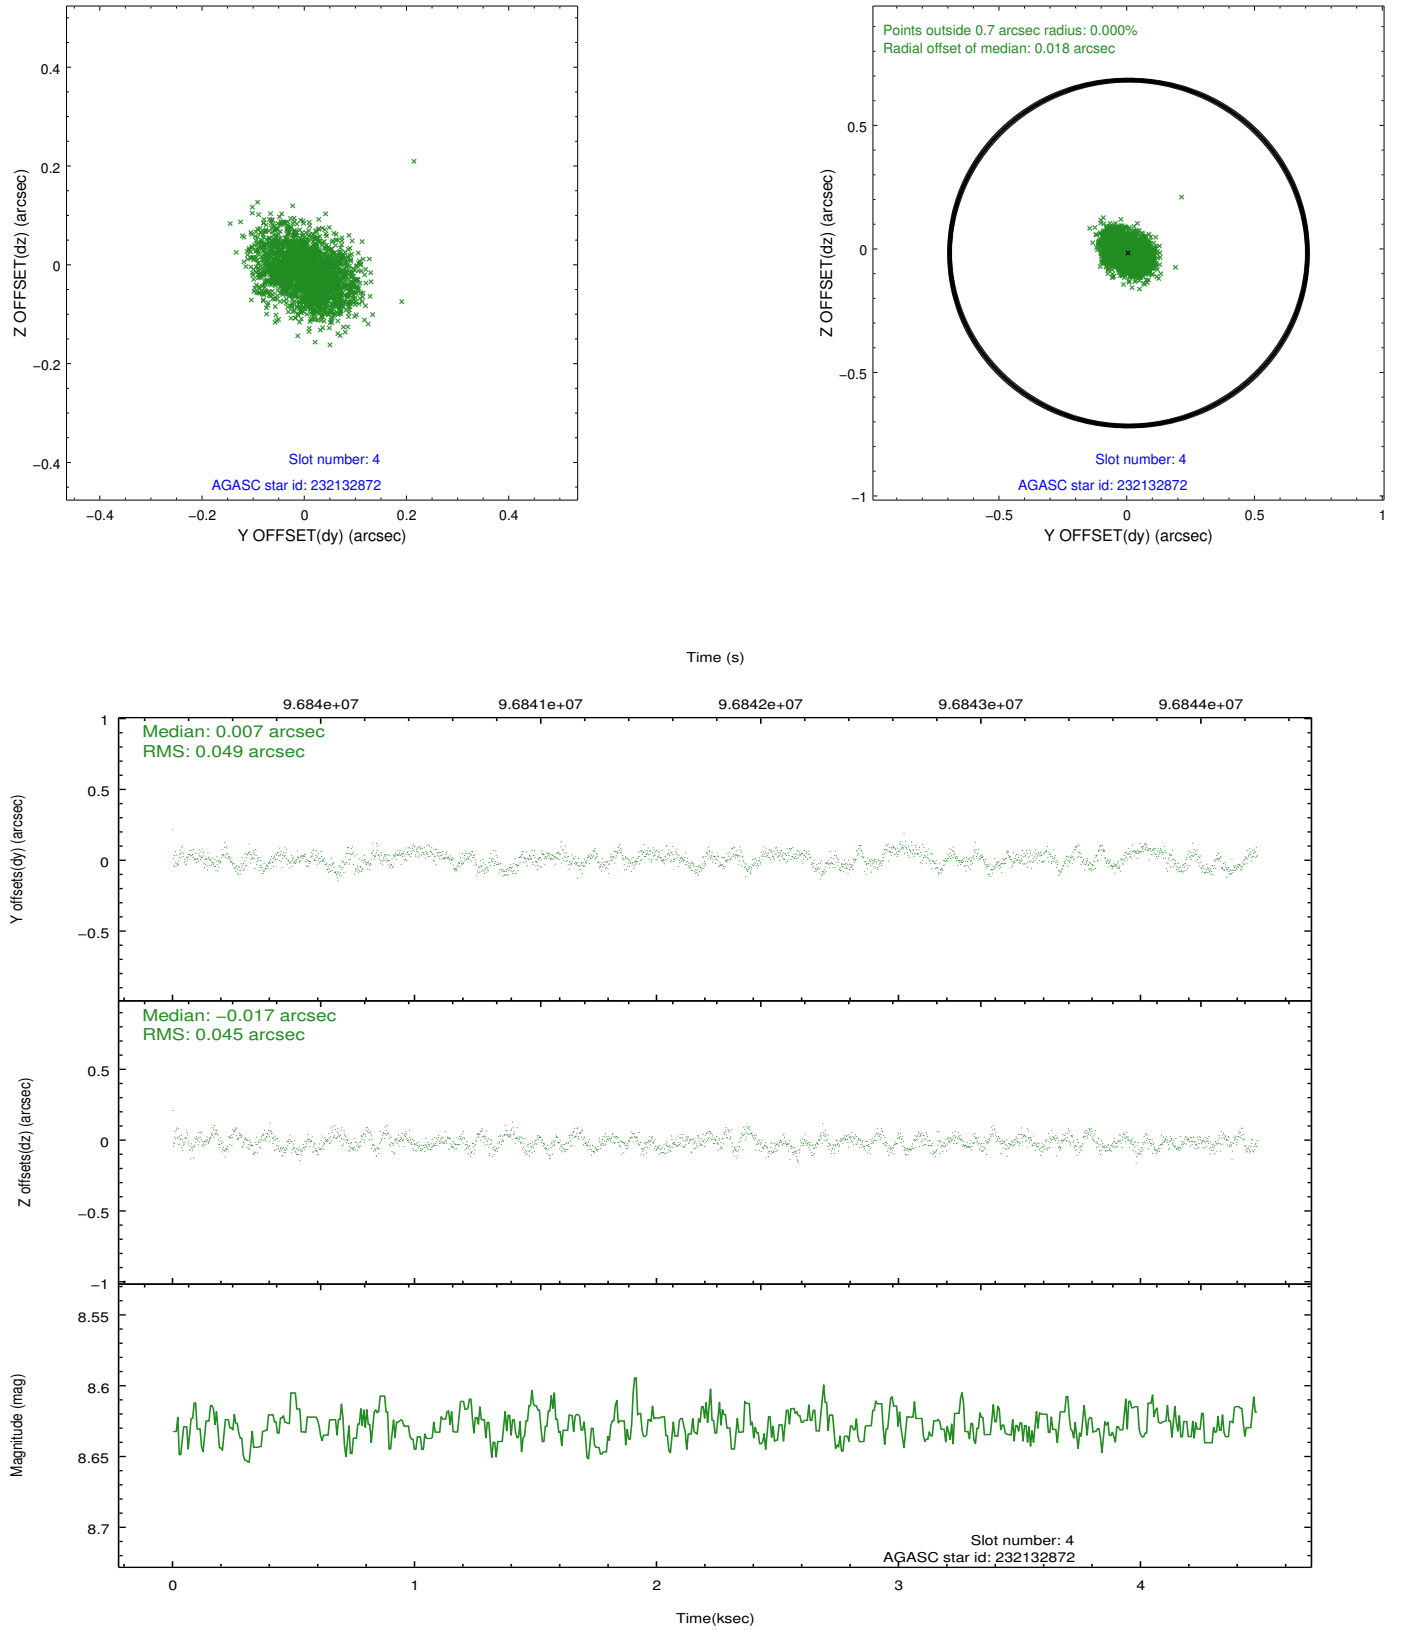 0.4
0.2
0
−0.2
−0.4
Z OFFSET(dz) (arcsec)
Slot number: 4
AGASC star id: 232132872
−0.4 −0.2 0 0.2 0.4
Y OFFSET(dy) (arcsec)
Points outside 0.7 arcsec radius: 0.000%
Radial offset of median: 0.018 arcsec
0.5
0
−0.5
−1
Z OFFSET(dz) (arcsec)
Slot number: 4
AGASC star id: 232132872
−0.5 0 0.5 1
Y OFFSET(dy) (arcsec)
Time (s)
9.684e+07 9.6841e+07 9.6842e+07 9.6843e+07 9.6844e+07
Median: 0.007 arcsec
RMS: 0.049 arcsec
1
0.5
0
−0.5
Y offsets(dy) (arcsec)
Median: −0.017 arcsec
RMS: 0.045 arcsec
0.5
0
−0.5
−1
Z offsets(dz) (arcsec)
8.55
8.6
8.65
8.7
Magnitude (mag)
Slot number: 4
AGASC star id: 232132872
0 1 2 3 4
Time(ksec)